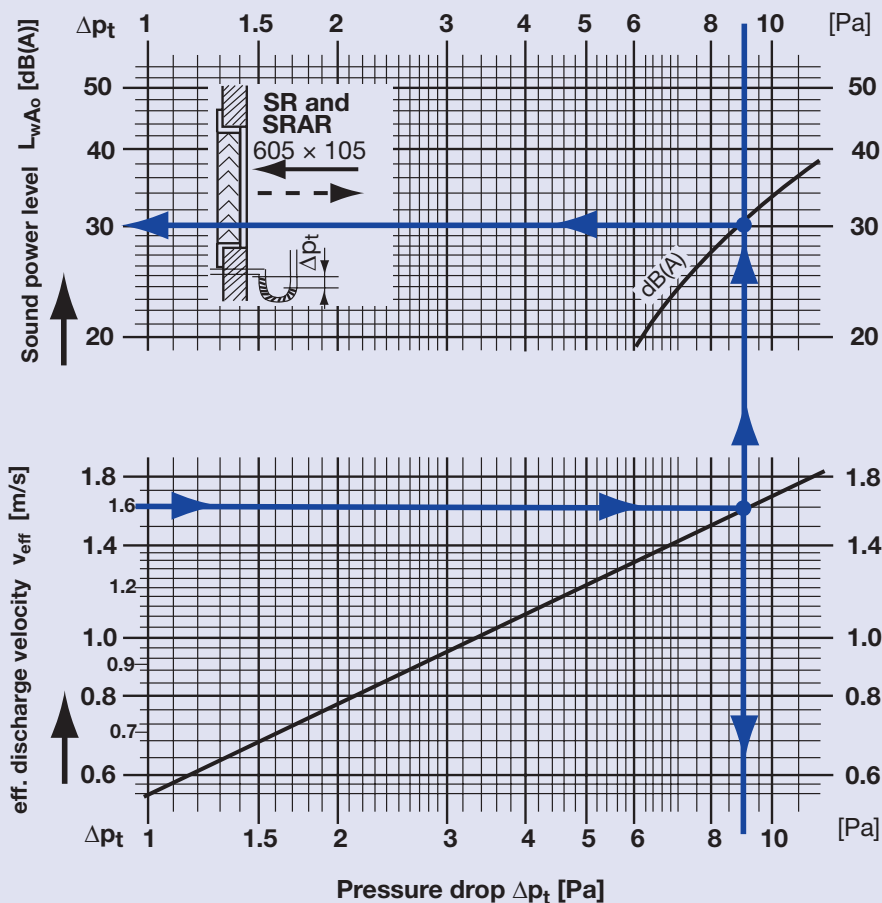 Δpt 1 1.5 2 3 4 5 6 8 10 [Pa]
Sound power level LwAo [dB(A)]
50 50
40 40
30 30
20 20
SR and
SRAR
605 × 105
Δpt
dB(A)
eff. discharge velocity veff [m/s]
1.8 1.8
1.6
1.4 1.4
1.2
1.0 1.0
0.9
0.8 0.8
0.7
0.6 0.6
Δpt 1 1.5 2 3 4 5 6 8 10 [Pa]
Pressure drop Δpt [Pa]